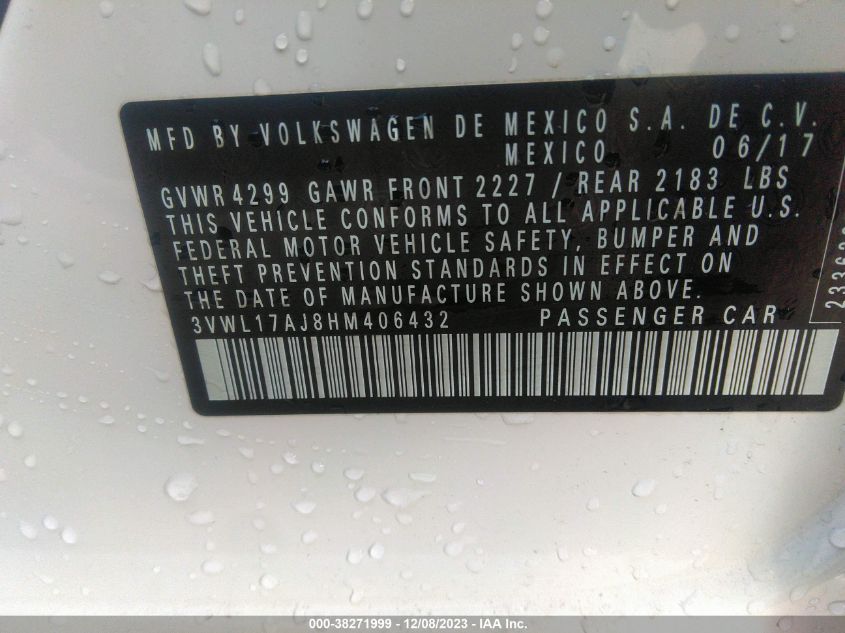 MFD BY VOLKSWAGEN DE MEXICO S.A. DE C.V.
MEXICO 06/17
GVWR 4299 GAWR FRONT 2227 / REAR 2183 LBS
THIS VEHICLE CONFORMS TO ALL APPLICABLE U.S.
FEDERAL MOTOR VEHICLE SAFETY, BUMPER AND
THEFT PREVENTION STANDARDS IN EFFECT ON
THE DATE OF MANUFACTURE SHOWN ABOVE.
3VWL17AJ8HM406432 PASSENGER CAR
000-38271999 - 12/08/2023 - IAA Inc.